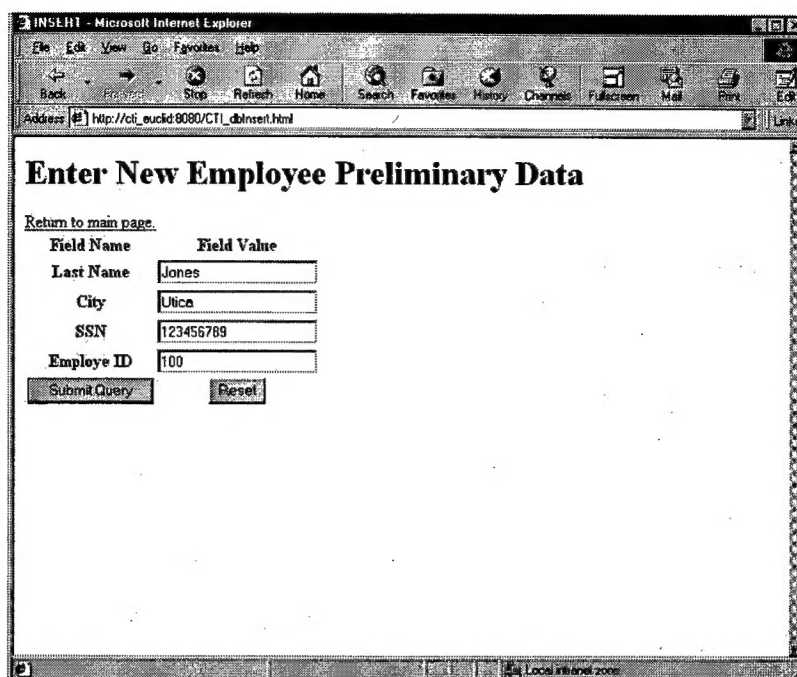 INSERT - Microsoft Internet Explorer
File Edit View Go Favorites Help
Back Forward Stop Refresh Home Search Favorites History Channels Fullscreen Mail Print Edit
Address http://cti_euclid:8080/CTI_dbInsert.html Links
Enter New Employee Preliminary Data
Return to main page.
Field Name Field Value
Last Name Jones
City Utica
SSN 123456789
Employe ID 100
Submit Query Reset
Local intranet zone